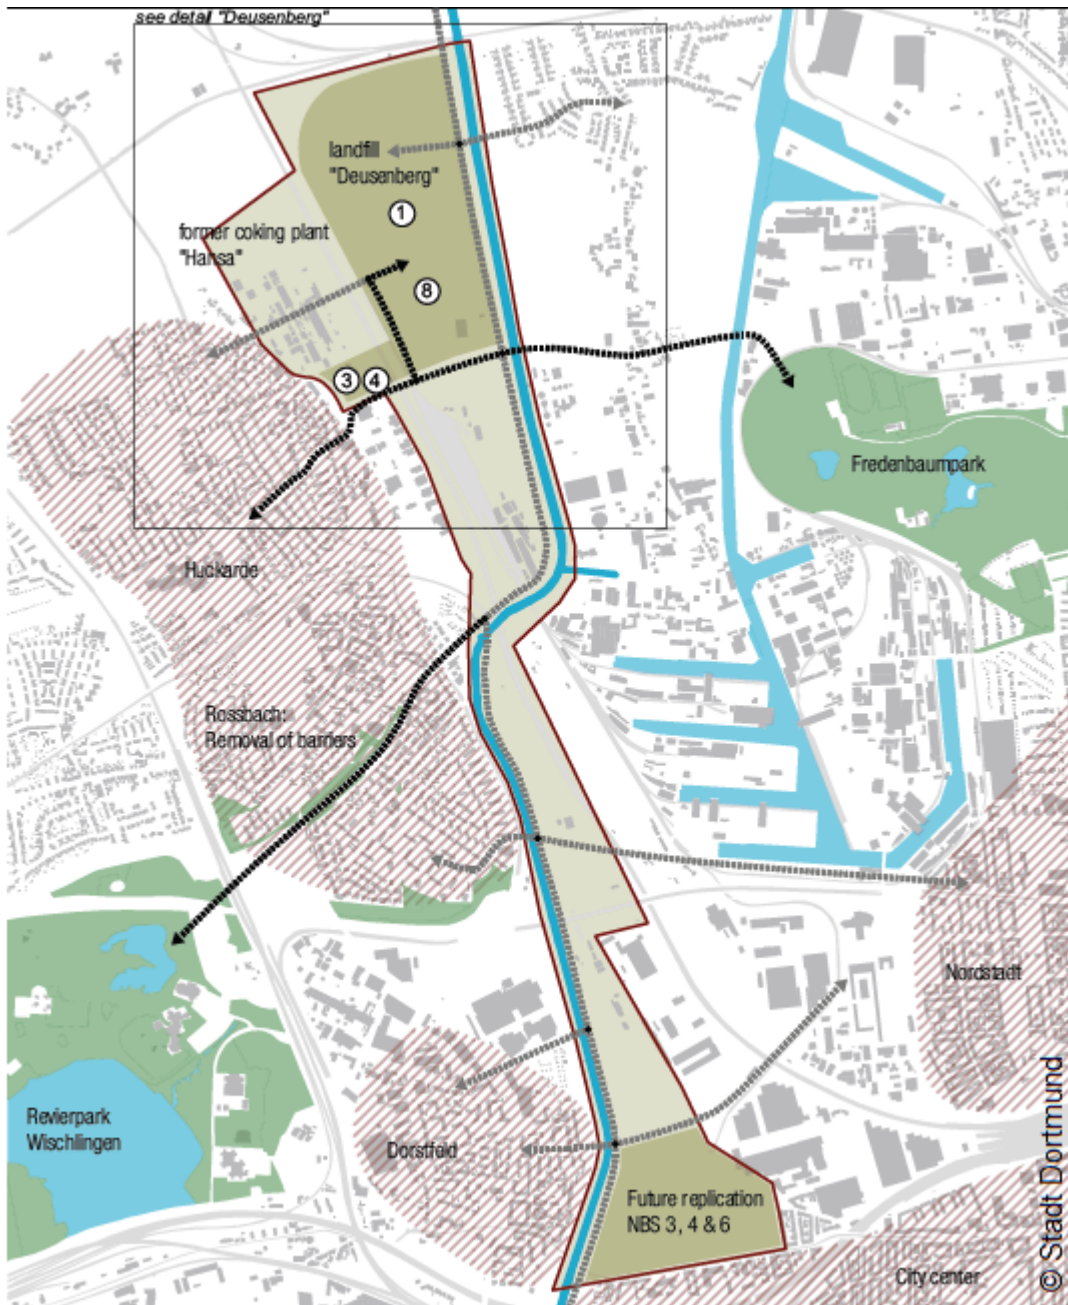 see detail "Deusenberg"
landfill
"Deusenberg"
1
former coking plant
"Hansa"
8
3 4
Fredenbaumpark
Huckarde
Rossbach:
Removal of barriers
Nordstadt
Revierpark
Wischlingen
Dorstfeld
Future replication
NBS 3, 4 & 6
City center
© Stadt Dortmund